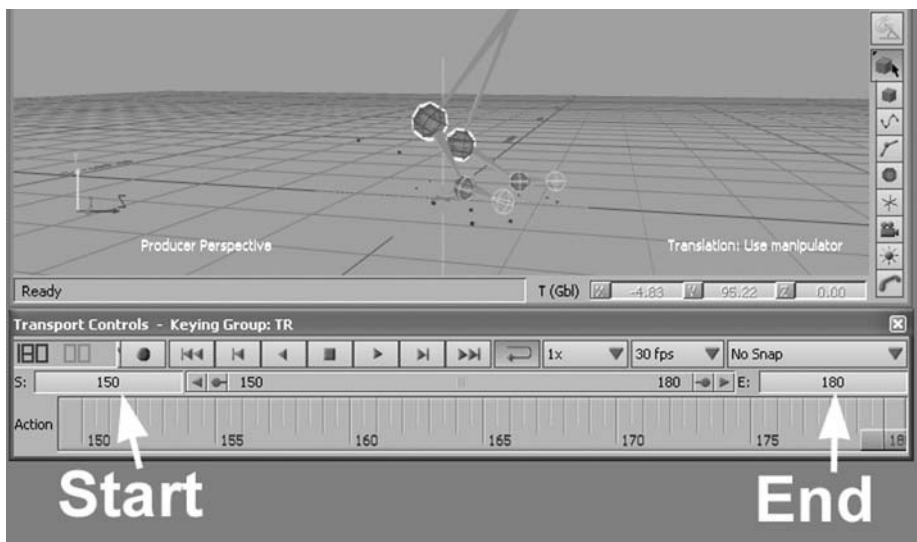 Producer Perspective
Translation: Use manipulator
Ready
T (Gbl) X -4.83 Y 95.22 Z 0.00
Transport Controls - Keying Group: TR
1x 30 fps No Snap
S: 150 150 180 E: 180
Action
150 155 160 165 170 175 18
Start End